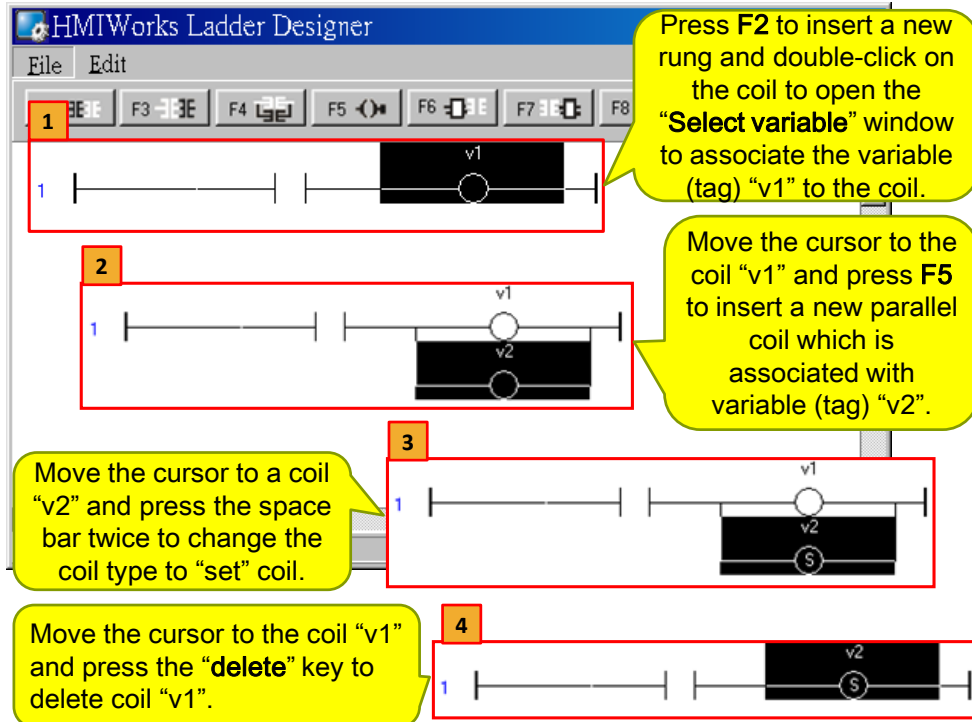 HMIWorks Ladder Designer
File Edit
F3 F4 F5 F6 F7 F8
Press F2 to insert a new
rung and double-click on
the coil to open the
“Select variable” window
to associate the variable
(tag) “v1” to the coil.
1
v1
1
Move the cursor to the
coil “v1” and press F5
to insert a new parallel
coil which is
associated with
variable (tag) “v2”.
2
v1
1
v2
3
Move the cursor to a coil
“v2” and press the space
bar twice to change the
coil type to “set” coil.
v1
1
v2
S
4
Move the cursor to the coil “v1”
and press the “delete” key to
delete coil “v1”.
v2
1
S